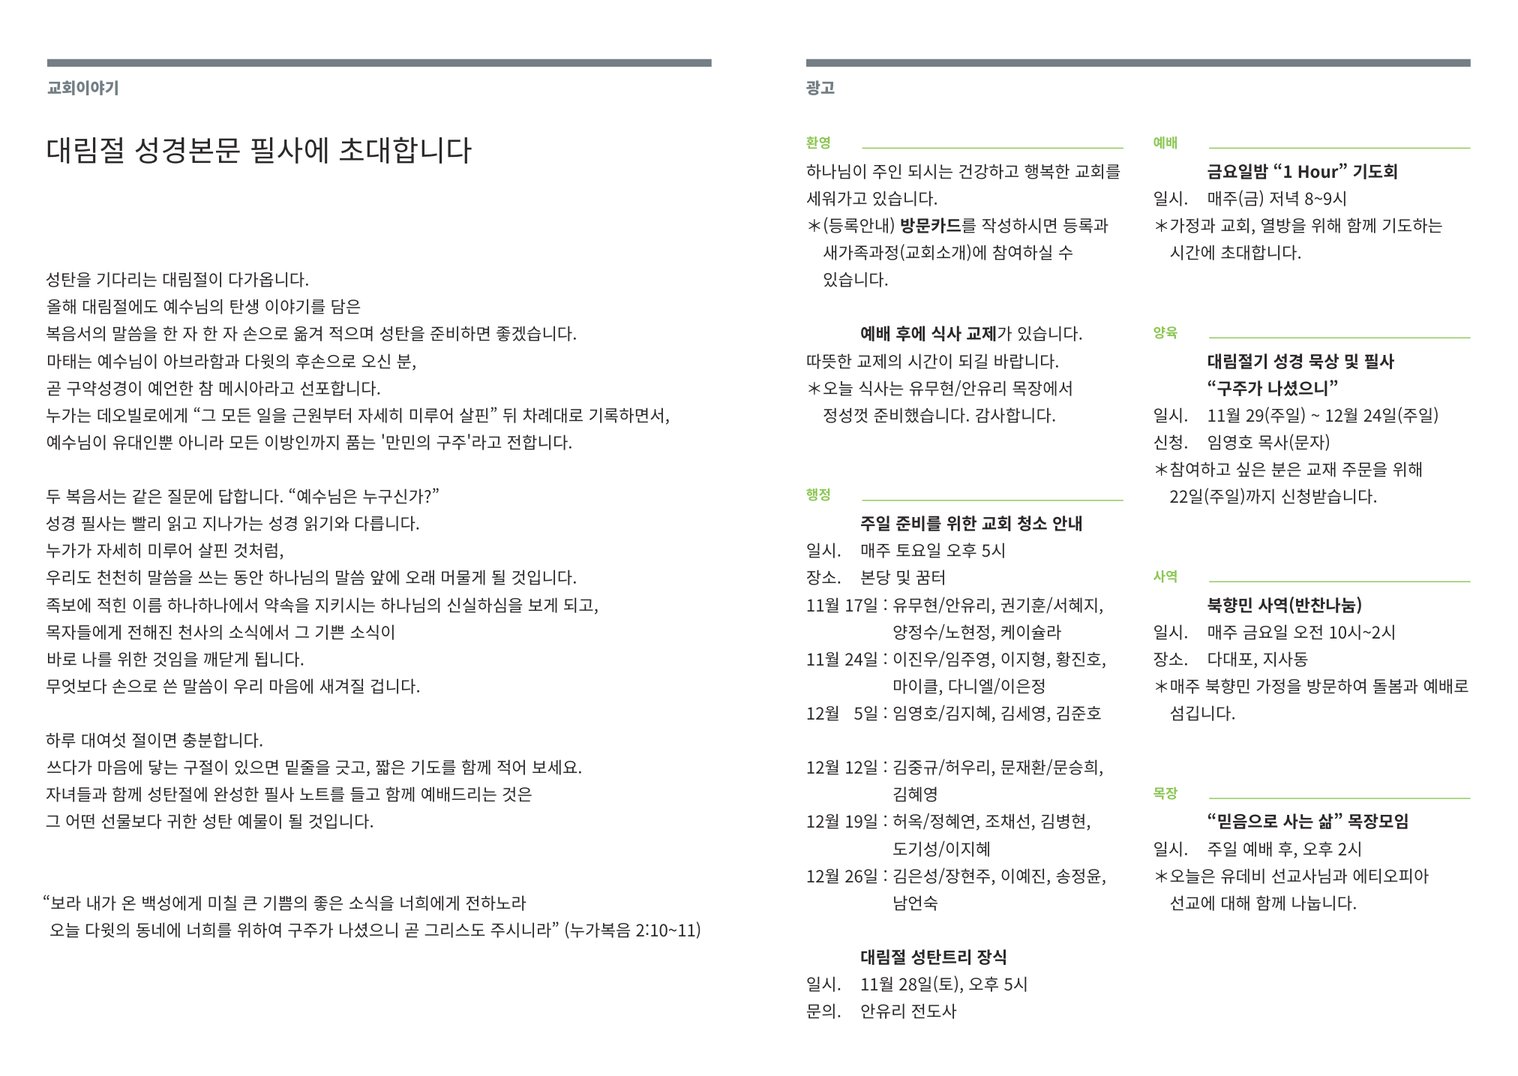 교회이야기
대림절 성경본문 필사에 초대합니다
성탄을 기다리는 대림절이 다가옵니다.
올해 대림절에도 예수님의 탄생 이야기를 담은
복음서의 말씀을 한 자 한 자 손으로 옮겨 적으며 성탄을 준비하면 좋겠습니다.
마태는 예수님이 아브라함과 다윗의 후손으로 오신 분,
곧 구약성경이 예언한 참 메시아라고 선포합니다.
누가는 데오빌로에게 “그 모든 일을 근원부터 자세히 미루어 살핀” 뒤 차례대로 기록하면서,
예수님이 유대인뿐 아니라 모든 이방인까지 품는 '만민의 구주'라고 전합니다.
두 복음서는 같은 질문에 답합니다. “예수님은 누구신가?”
성경 필사는 빨리 읽고 지나가는 성경 읽기와 다릅니다.
누가가 자세히 미루어 살핀 것처럼,
우리도 천천히 말씀을 쓰는 동안 하나님의 말씀 앞에 오래 머물게 될 것입니다.
족보에 적힌 이름 하나하나에서 약속을 지키시는 하나님의 신실하심을 보게 되고,
목자들에게 전해진 천사의 소식에서 그 기쁜 소식이
바로 나를 위한 것임을 깨닫게 됩니다.
무엇보다 손으로 쓴 말씀이 우리 마음에 새겨질 겁니다.
하루 대여섯 절이면 충분합니다.
쓰다가 마음에 닿는 구절이 있으면 밑줄을 긋고, 짧은 기도를 함께 적어 보세요.
자녀들과 함께 성탄절에 완성한 필사 노트를 들고 함께 예배드리는 것은
그 어떤 선물보다 귀한 성탄 예물이 될 것입니다.
“보라 내가 온 백성에게 미칠 큰 기쁨의 좋은 소식을 너희에게 전하노라
오늘 다윗의 동네에 너희를 위하여 구주가 나셨으니 곧 그리스도 주시니라” (누가복음 2:10~11)
광고
환영
하나님이 주인 되시는 건강하고 행복한 교회를
세워가고 있습니다.
＊(등록안내) 방문카드를 작성하시면 등록과
새가족과정(교회소개)에 참여하실 수
있습니다.
예배 후에 식사 교제가 있습니다.
따뜻한 교제의 시간이 되길 바랍니다.
＊오늘 식사는 유무현/안유리 목장에서
정성껏 준비했습니다. 감사합니다.
행정
주일 준비를 위한 교회 청소 안내
일시. 매주 토요일 오후 5시
장소. 본당 및 꿈터
11월 17일 : 유무현/안유리, 권기훈/서혜지,
양정수/노현정, 케이슐라
11월 24일 : 이진우/임주영, 이지형, 황진호,
마이클, 다니엘/이은정
12월 5일 : 임영호/김지혜, 김세영, 김준호
12월 12일 : 김중규/허우리, 문재환/문승희,
김혜영
12월 19일 : 허옥/정혜연, 조채선, 김병현,
도기성/이지혜
12월 26일 : 김은성/장현주, 이예진, 송정윤,
남언숙
대림절 성탄트리 장식
일시. 11월 28일(토), 오후 5시
문의. 안유리 전도사
예배
금요일밤 “1 Hour” 기도회
일시. 매주(금) 저녁 8~9시
＊가정과 교회, 열방을 위해 함께 기도하는
시간에 초대합니다.
양육
대림절기 성경 묵상 및 필사
“구주가 나셨으니”
일시. 11월 29(주일) ~ 12월 24일(주일)
신청. 임영호 목사(문자)
＊참여하고 싶은 분은 교재 주문을 위해
22일(주일)까지 신청받습니다.
사역
북향민 사역(반찬나눔)
일시. 매주 금요일 오전 10시~2시
장소. 다대포, 지사동
＊매주 북향민 가정을 방문하여 돌봄과 예배로
섬깁니다.
목장
“믿음으로 사는 삶” 목장모임
일시. 주일 예배 후, 오후 2시
＊오늘은 유데비 선교사님과 에티오피아
선교에 대해 함께 나눕니다.